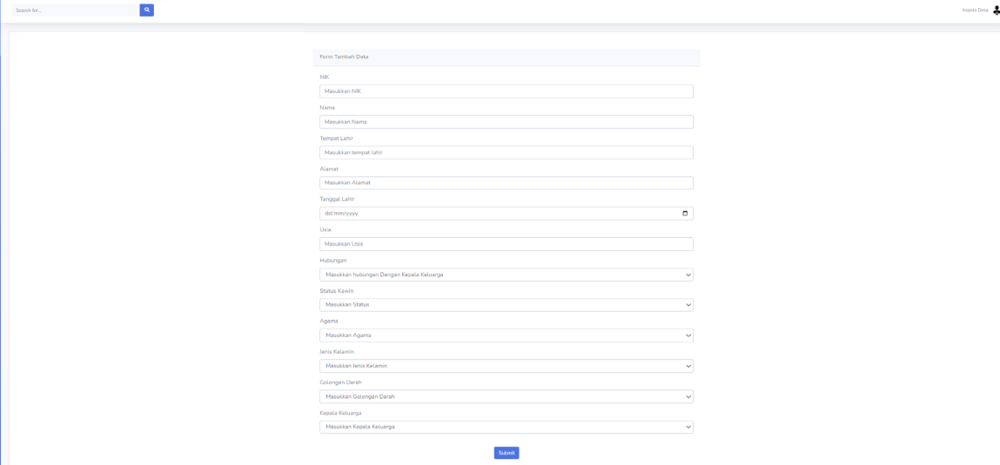 Search for...
Kepala Desa
Form Tambah Data
NIK
Masukkan NIK
Nama
Masukkan Nama
Tempat Lahir
Masukkan tempat lahir
Alamat
Masukkan Alamat
Tanggal Lahir
dd/mm/yyyy
Usia
Masukkan Usia
Hubungan
Masukkan hubungan Dengan Kepala Keluarga
Status Kawin
Masukkan Status
Agama
Masukkan Agama
Jenis Kelamin
Masukkan Jenis Kelamin
Golongan Darah
Masukkan Golongan Darah
Kepala Keluarga
Masukkan Kepala Keluarga
Submit